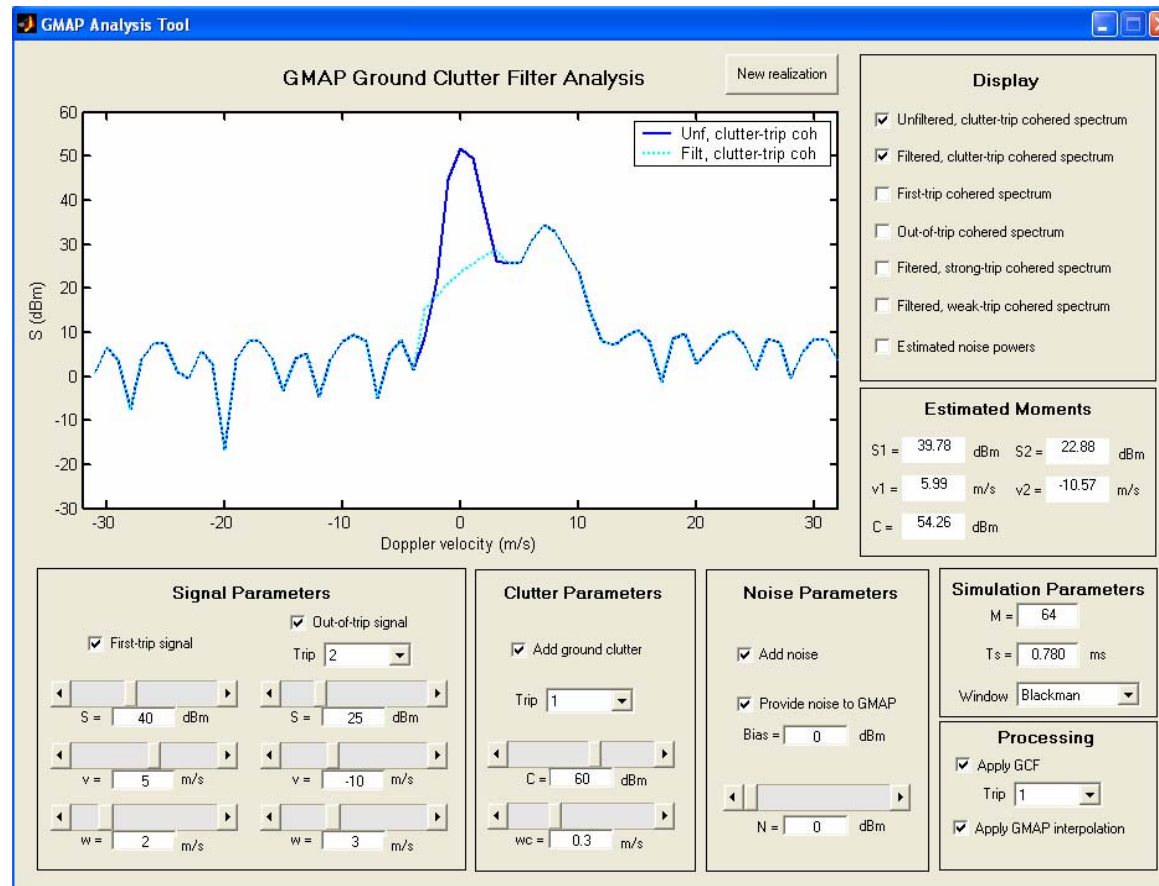 GMAP Analysis Tool
GMAP Ground Clutter Filter Analysis
New realization
60
50
40
30
20
10
0
-10
-20
-30
S (dBm)
Unf, clutter-trip coh
Filt, clutter-trip coh
-30 -20 -10 0 10 20 30
Doppler velocity (m/s)
Display
Unfiltered, clutter-trip cohered spectrum
Filtered, clutter-trip cohered spectrum
First-trip cohered spectrum
Out-of-trip cohered spectrum
Fitered, strong-trip cohered spectrum
Filtered, weak-trip cohered spectrum
Estimated noise powers
Estimated Moments
S1 = 39.78 dBm S2 = 22.88 dBm
v1 = 5.99 m/s v2 = -10.57 m/s
C = 54.26 dBm
Signal Parameters
First-trip signal
Out-of-trip signal
Trip 2
S = 40 dBm S = 25 dBm
v = 5 m/s v = -10 m/s
w = 2 m/s w = 3 m/s
Clutter Parameters
Add ground clutter
Trip 1
C = 60 dBm
wc = 0.3 m/s
Noise Parameters
Add noise
Provide noise to GMAP
Bias = 0 dBm
N = 0 dBm
Simulation Parameters
M = 64
Ts = 0.780 ms
Window Blackman
Processing
Apply GCF
Trip 1
Apply GMAP interpolation